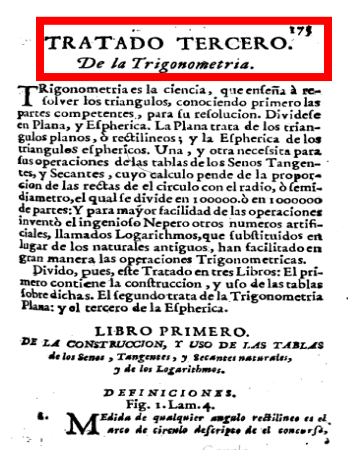 175
TRATADO TERCERO.
De la Trigonometria.
TRigonometria es la ciencia, que enseña à re-
solver los triangulos, conociendo primero las
partes competentes, para su resolucion. Dividese
en Plana, y Espherica. La Plana trata de los trian-
gulos planos, ò rectilineos; y la Espherica de los
triangulos esphericos. Una, y otra necessita para
sus operaciones de las tablas de los Senos Tangen-
tes, y Secantes, cuyo calculo pende de la propor-
cion de las rectas de el circulo con el radio, ò semi-
diametro, el qual se divide en 100000. ò en 1000000
de partes; Y para mayor facilidad de las operaciones
inventò el ingenioso Nepero otros numeros artifi-
ciales, llamados Logarithmos, que substituidos en
lugar de los naturales antiguos, han facilitado en
gran manera las operaciones Trigonometricas.
Divido, pues, este Tratado en tres Libros: El pri-
mero contiene la construccion, y uso de las tablas
sobre dichas. El segundo trata de la Trigonometria
Plana: y el tercero de la Espherica.
LIBRO PRIMERO.
DE LA CONSTRUCCION, Y USO DE LAS TABLAS
de los Senos, Tangentes, y Secantes naturales,
y de los Logarithmos.
DEFINICIONES.
Fig. 1. Lam. 4.
MEdida de qualquier angulo rectilineo es el
arco de circulo descripto de el concurso,